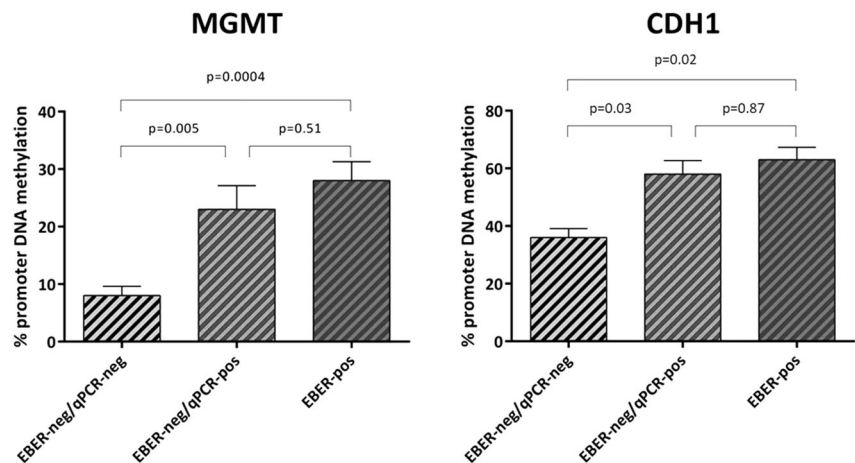 MGMT
p=0.0004
p=0.005
p=0.51
% promoter DNA methylation
40
30
20
10
0
EBER-neg/qPCR-neg
EBER-neg/qPCR-pos
EBER-pos
CDH1
p=0.02
p=0.03
p=0.87
% promoter DNA methylation
80
60
40
20
0
EBER-neg/qPCR-neg
EBER-neg/qPCR-pos
EBER-pos